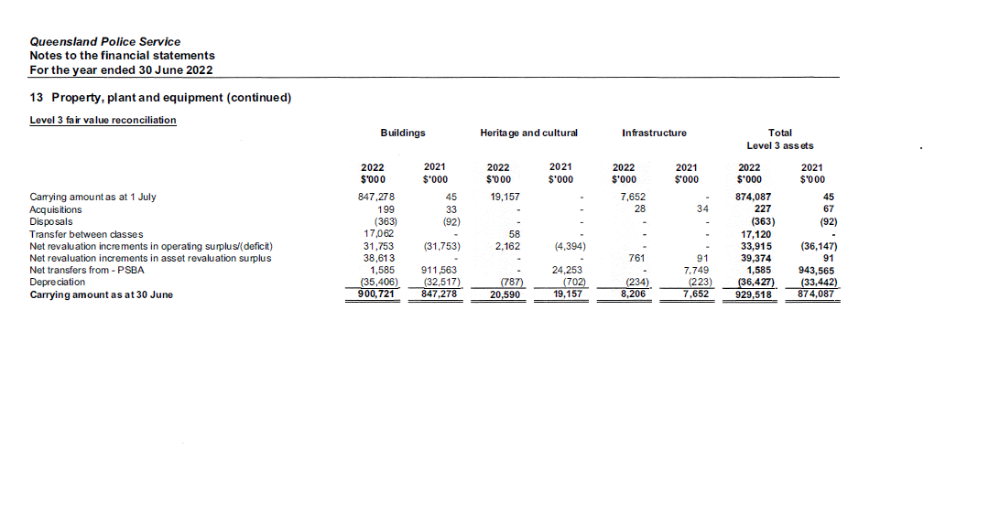 Queensland Police Service
Notes to the financial statements
For the year ended 30 June 2022
13 Property, plant and equipment (continued)
Level 3 fair value reconciliation
Buildings Heritage and cultural Infrastructure Total
Level 3 assets
2022 2021 2022 2021 2022 2021 2022 2021
$'000 $'000 $'000 $'000 $'000 $'000 $'000 $'000
Carrying amount as at 1 July 847,278 45 19,157 - 7,652 - 874,087 45
Acquisitions 199 33 - - 28 34 227 67
Disposals (363) (92) - - - - (363) (92)
Transfer between classes 17,062 - 58 - - - 17,120 -
Net revaluation increments in operating surplus/(deficit) 31,753 (31,753) 2,162 (4,394) - - 33,915 (36,147)
Net revaluation increments in asset revaluation surplus 38,613 - - - 761 91 39,374 91
Net transfers from - PSBA 1,585 911,563 - 24,253 - 7,749 1,585 943,565
Depreciation (35,406) (32,517) (787) (702) (234) (223) (36,427) (33,442)
Carrying amount as at 30 June 900,721 847,278 20,590 19,157 8,206 7,652 929,518 874,087